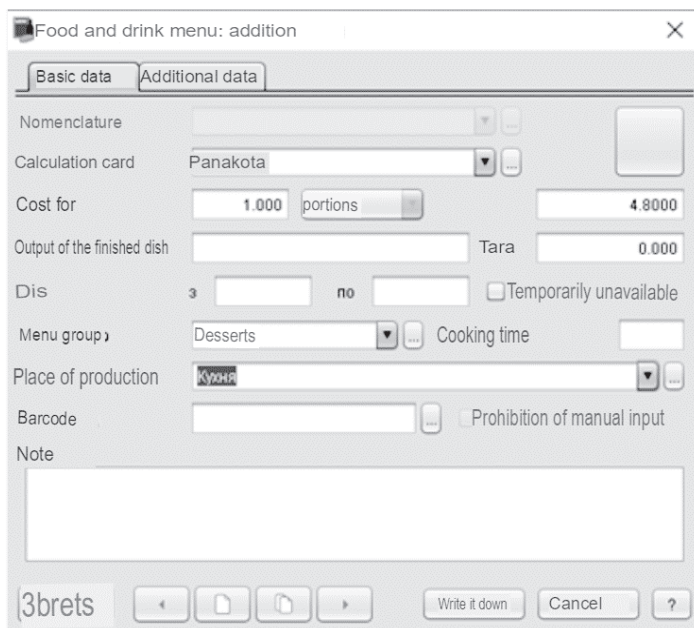 Food and drink menu: addition
Basic data Additional data
Nomenclature
Calculation card Panakota
Cost for 1.000 portions 4.8000
Output of the finished dish Tara 0.000
Dis з по Temporarily unavailable
Menu group Desserts ... Cooking time
Place of production Кухня ...
Barcode ... Prohibition of manual input
Note
3brets Write it down Cancel ?